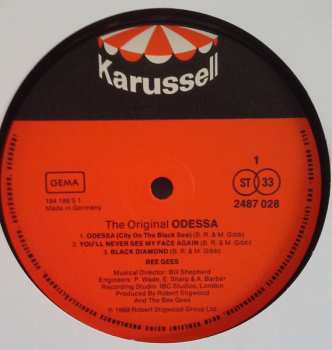 Karussell
GEMA
184 189 S 1
Made in Germany
1
ST 33
2487 028
The Original ODESSA
1. ODESSA (City On The Black Sea) (B. R. & M. Gibb)
2. YOU'LL NEVER SEE MY FACE AGAIN (B. R. & M. Gibb)
3. BLACK DIAMOND (B. R. & M. Gibb)
BEE GEES
Musical Director: Bill Shepherd
Engineers: P. Wade, E. Sharp & A. Barber
Recording Studio: IBC Studios, London
Produced by Robert Stigwood
And The Bee Gees
℗ 1969 Robert Stigwood Group Ltd.